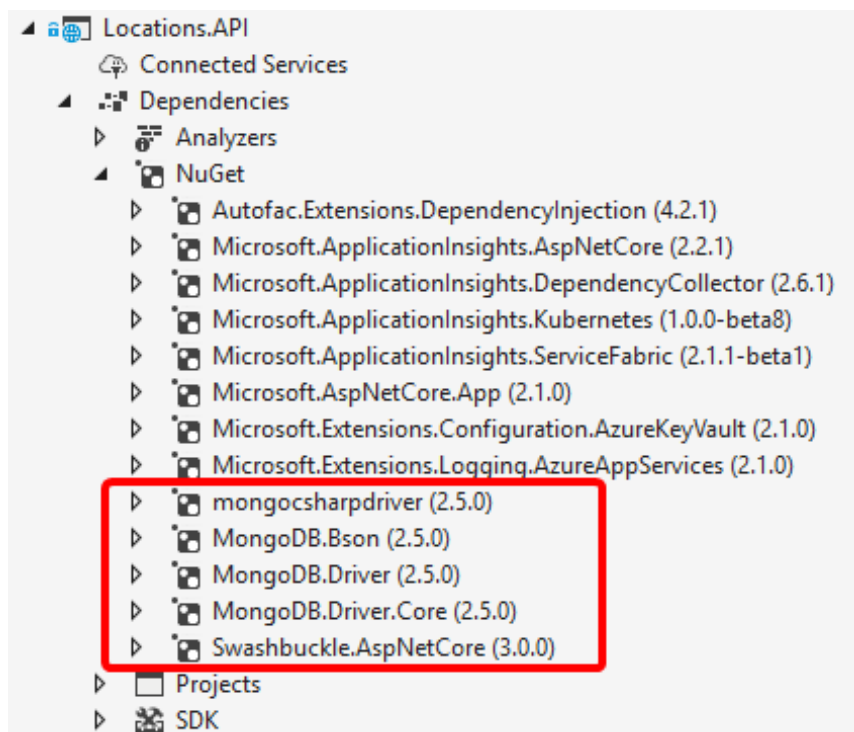 Locations.API
Connected Services
Dependencies
Analyzers
NuGet
Autofac.Extensions.DependencyInjection (4.2.1)
Microsoft.ApplicationInsights.AspNetCore (2.2.1)
Microsoft.ApplicationInsights.DependencyCollector (2.6.1)
Microsoft.ApplicationInsights.Kubernetes (1.0.0-beta8)
Microsoft.ApplicationInsights.ServiceFabric (2.1.1-beta1)
Microsoft.AspNetCore.App (2.1.0)
Microsoft.Extensions.Configuration.AzureKeyVault (2.1.0)
Microsoft.Extensions.Logging.AzureAppServices (2.1.0)
mongocsharpdriver (2.5.0)
MongoDB.Bson (2.5.0)
MongoDB.Driver (2.5.0)
MongoDB.Driver.Core (2.5.0)
Swashbuckle.AspNetCore (3.0.0)
Projects
SDK